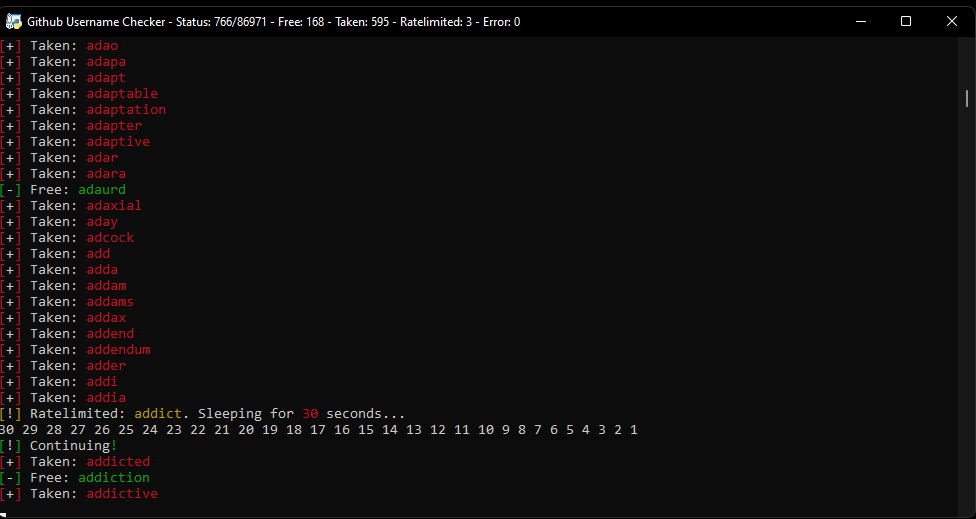 Github Username Checker - Status: 766/86971 - Free: 168 - Taken: 595 - Ratelimited: 3 - Error: 0
[+] Taken: adao
[+] Taken: adapa
[+] Taken: adapt
[+] Taken: adaptable
[+] Taken: adaptation
[+] Taken: adapter
[+] Taken: adaptive
[+] Taken: adar
[+] Taken: adara
[-] Free: adaurd
[+] Taken: adaxial
[+] Taken: aday
[+] Taken: adcock
[+] Taken: add
[+] Taken: adda
[+] Taken: addam
[+] Taken: addams
[+] Taken: addax
[+] Taken: addend
[+] Taken: addendum
[+] Taken: adder
[+] Taken: addi
[+] Taken: addia
[!] Ratelimited: addict. Sleeping for 30 seconds...
30 29 28 27 26 25 24 23 22 21 20 19 18 17 16 15 14 13 12 11 10 9 8 7 6 5 4 3 2 1
[!] Continuing!
[+] Taken: addicted
[-] Free: addiction
[+] Taken: addictive